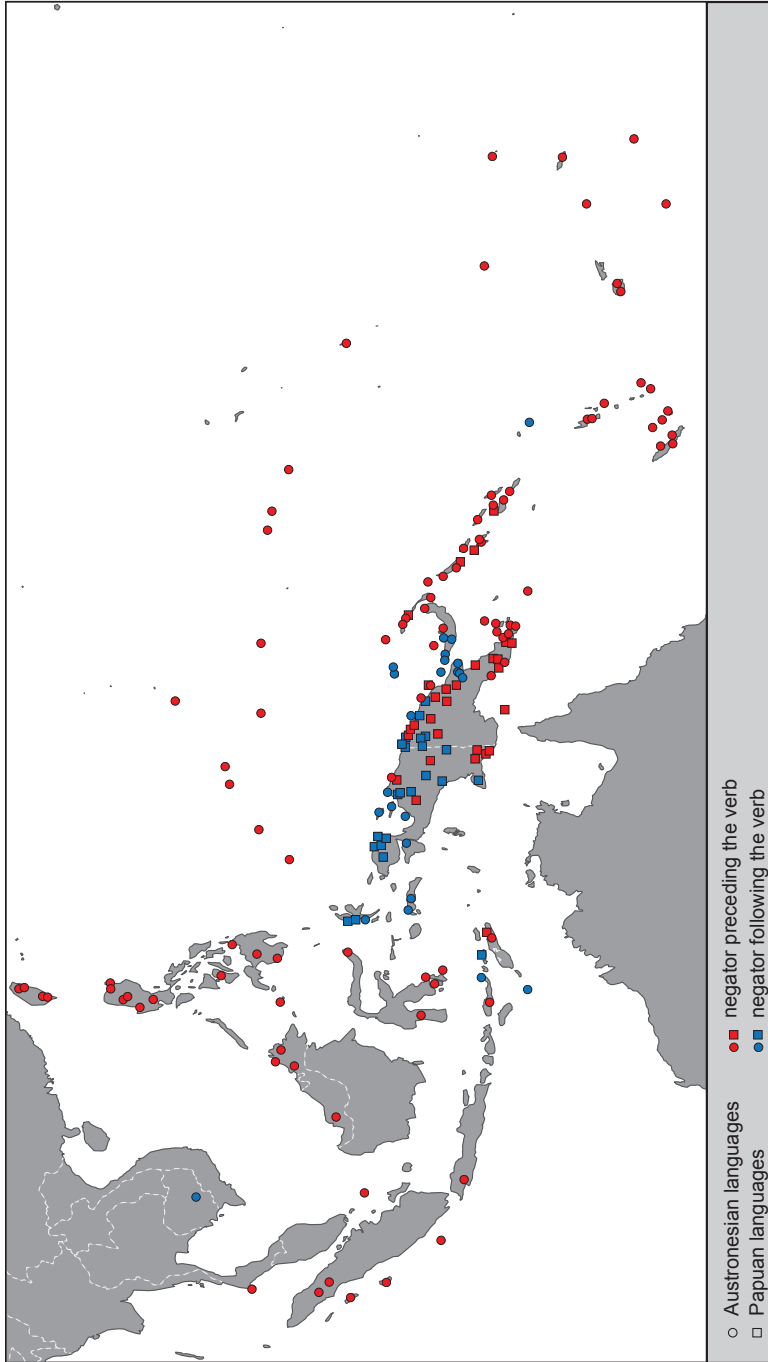 Austronesian languages
Papuan languages
negator preceding the verb
negator following the verb